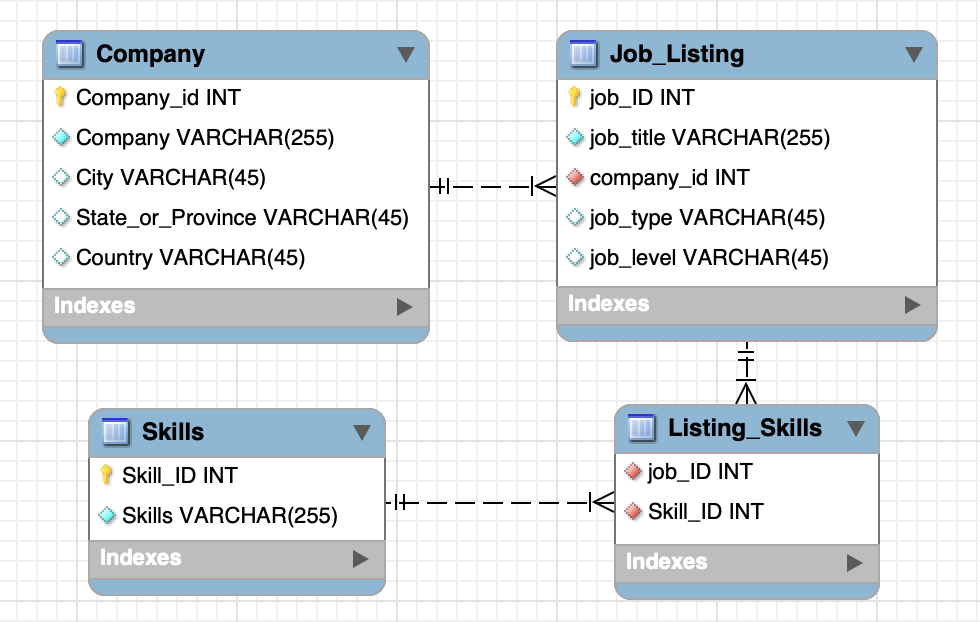 Company
Company_id INT
Company VARCHAR(255)
City VARCHAR(45)
State_or_Province VARCHAR(45)
Country VARCHAR(45)
Indexes
Job_Listing
job_ID INT
job_title VARCHAR(255)
company_id INT
job_type VARCHAR(45)
job_level VARCHAR(45)
Indexes
Skills
Skill_ID INT
Skills VARCHAR(255)
Indexes
Listing_Skills
job_ID INT
Skill_ID INT
Indexes